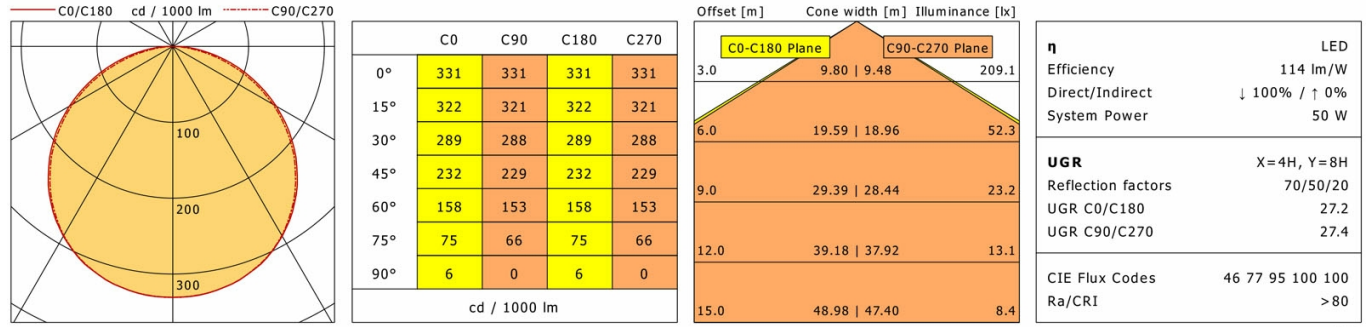 C0/C180 cd / 1000 lm C90/C270
100
200
300
C0 C90 C180 C270
0° 331 331 331 331
15° 322 321 322 321
30° 289 288 289 288
45° 232 229 232 229
60° 158 153 158 153
75° 75 66 75 66
90° 6 0 6 0
cd / 1000 lm
Offset [m] Cone width [m] Illuminance [lx]
C0-C180 Plane C90-C270 Plane
3.0 9.80 | 9.48 209.1
6.0 19.59 | 18.96 52.3
9.0 29.39 | 28.44 23.2
12.0 39.18 | 37.92 13.1
15.0 48.98 | 47.40 8.4
η LED
Efficiency 114 lm/W
Direct/Indirect ↓ 100% / ↑ 0%
System Power 50 W
UGR X=4H, Y=8H
Reflection factors 70/50/20
UGR C0/C180 27.2
UGR C90/C270 27.4
CIE Flux Codes 46 77 95 100 100
Ra/CRI >80